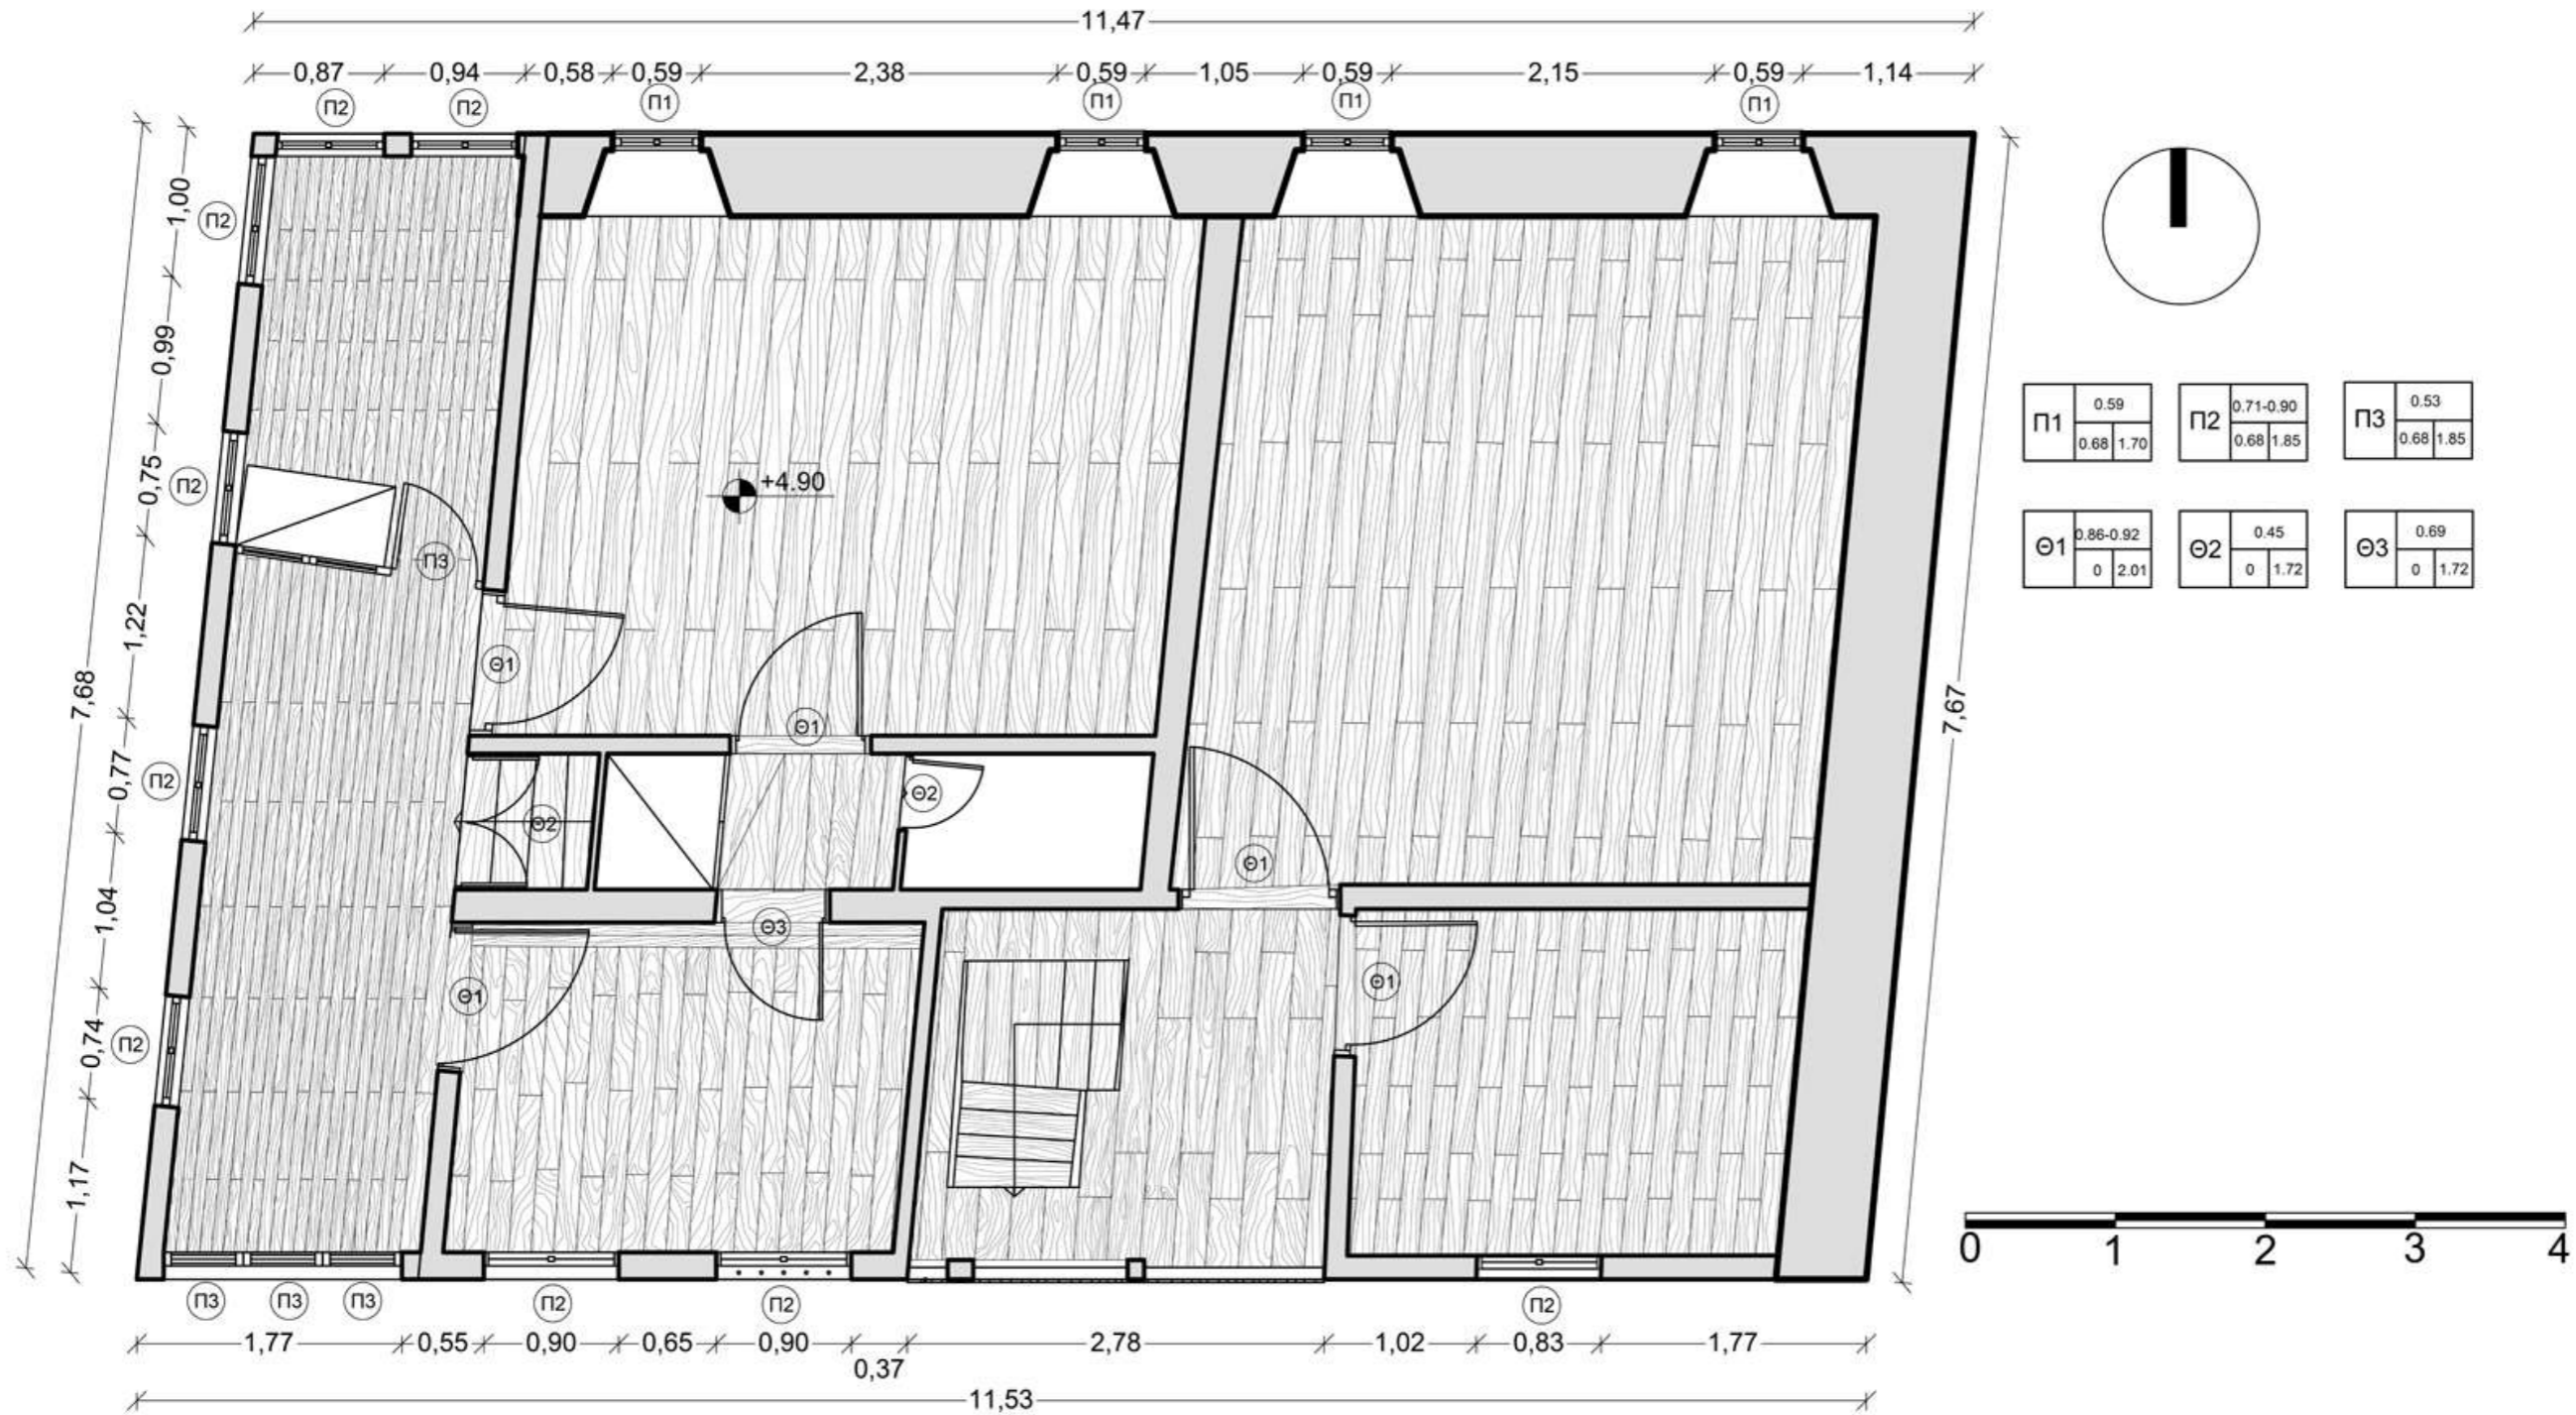 11,47
0,87 0,94 0,58 0,59 2,38 0,59 1,05 0,59 2,15 0,59 1,14
Π2 Π2 Π1 Π1 Π1 Π1
1,00
Π2
0,99
0,75
Π2
+4.90
Π3
1,22
7,68
7,67
Θ1
Θ1
0,77
Π2
Θ2
Θ2
Θ1
1,04
Θ3
Θ1
Θ1
0,74
Π2
1,17
Π3 Π3 Π3 Π2 Π2 Π2
1,77 0,55 0,90 0,65 0,90 2,78 1,02 0,83 1,77
0,37
11,53
Π1 0.59 0.68 1.70
Π2 0.71-0.90 0.68 1.85
Π3 0.53 0.68 1.85
Θ1 0.86-0.92 0 2.01
Θ2 0.45 0 1.72
Θ3 0.69 0 1.72
0 1 2 3 4